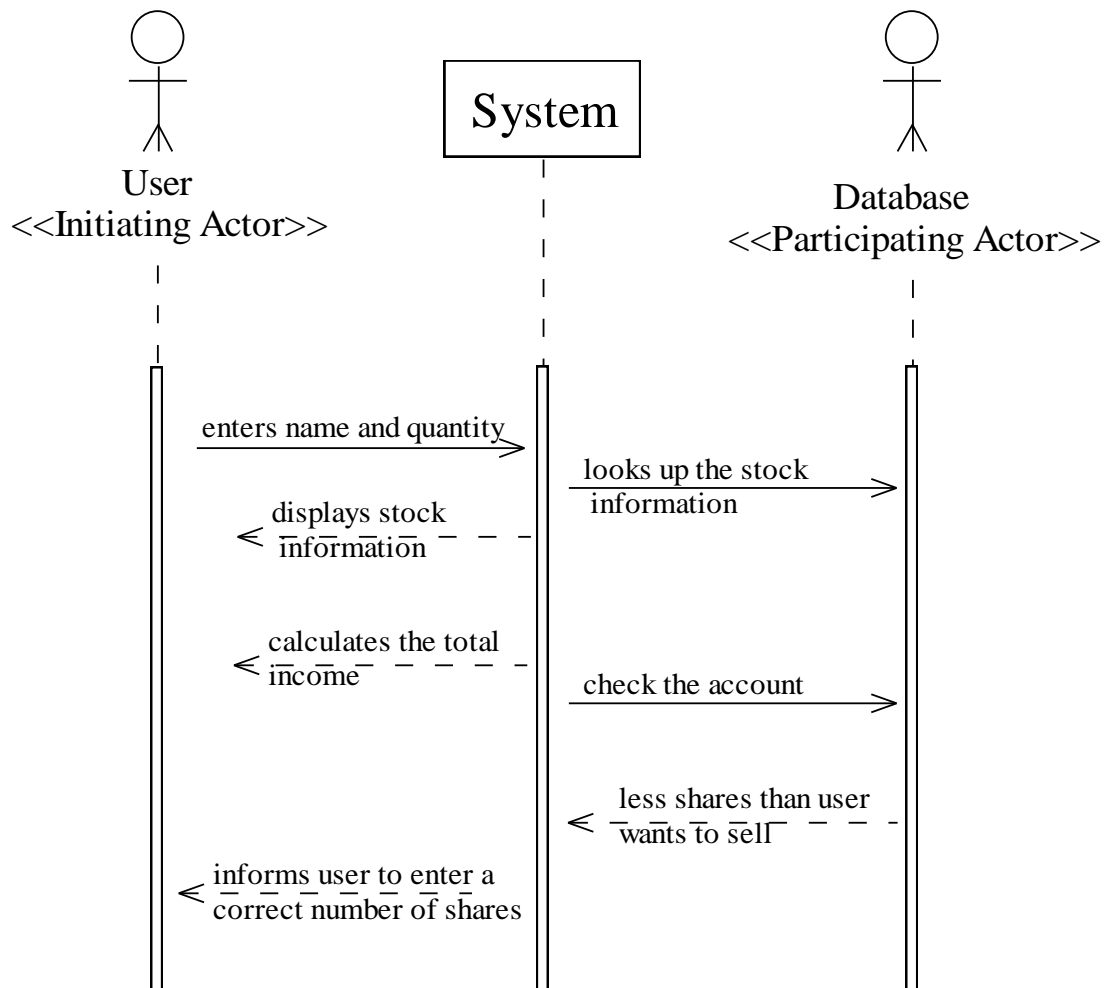 System
User
<<Initiating Actor>>
Database
<<Participating Actor>>
enters name and quantity
looks up the stock
information
displays stock
information
calculates the total
income
check the account
less shares than user
wants to sell
informs user to enter a
correct number of shares